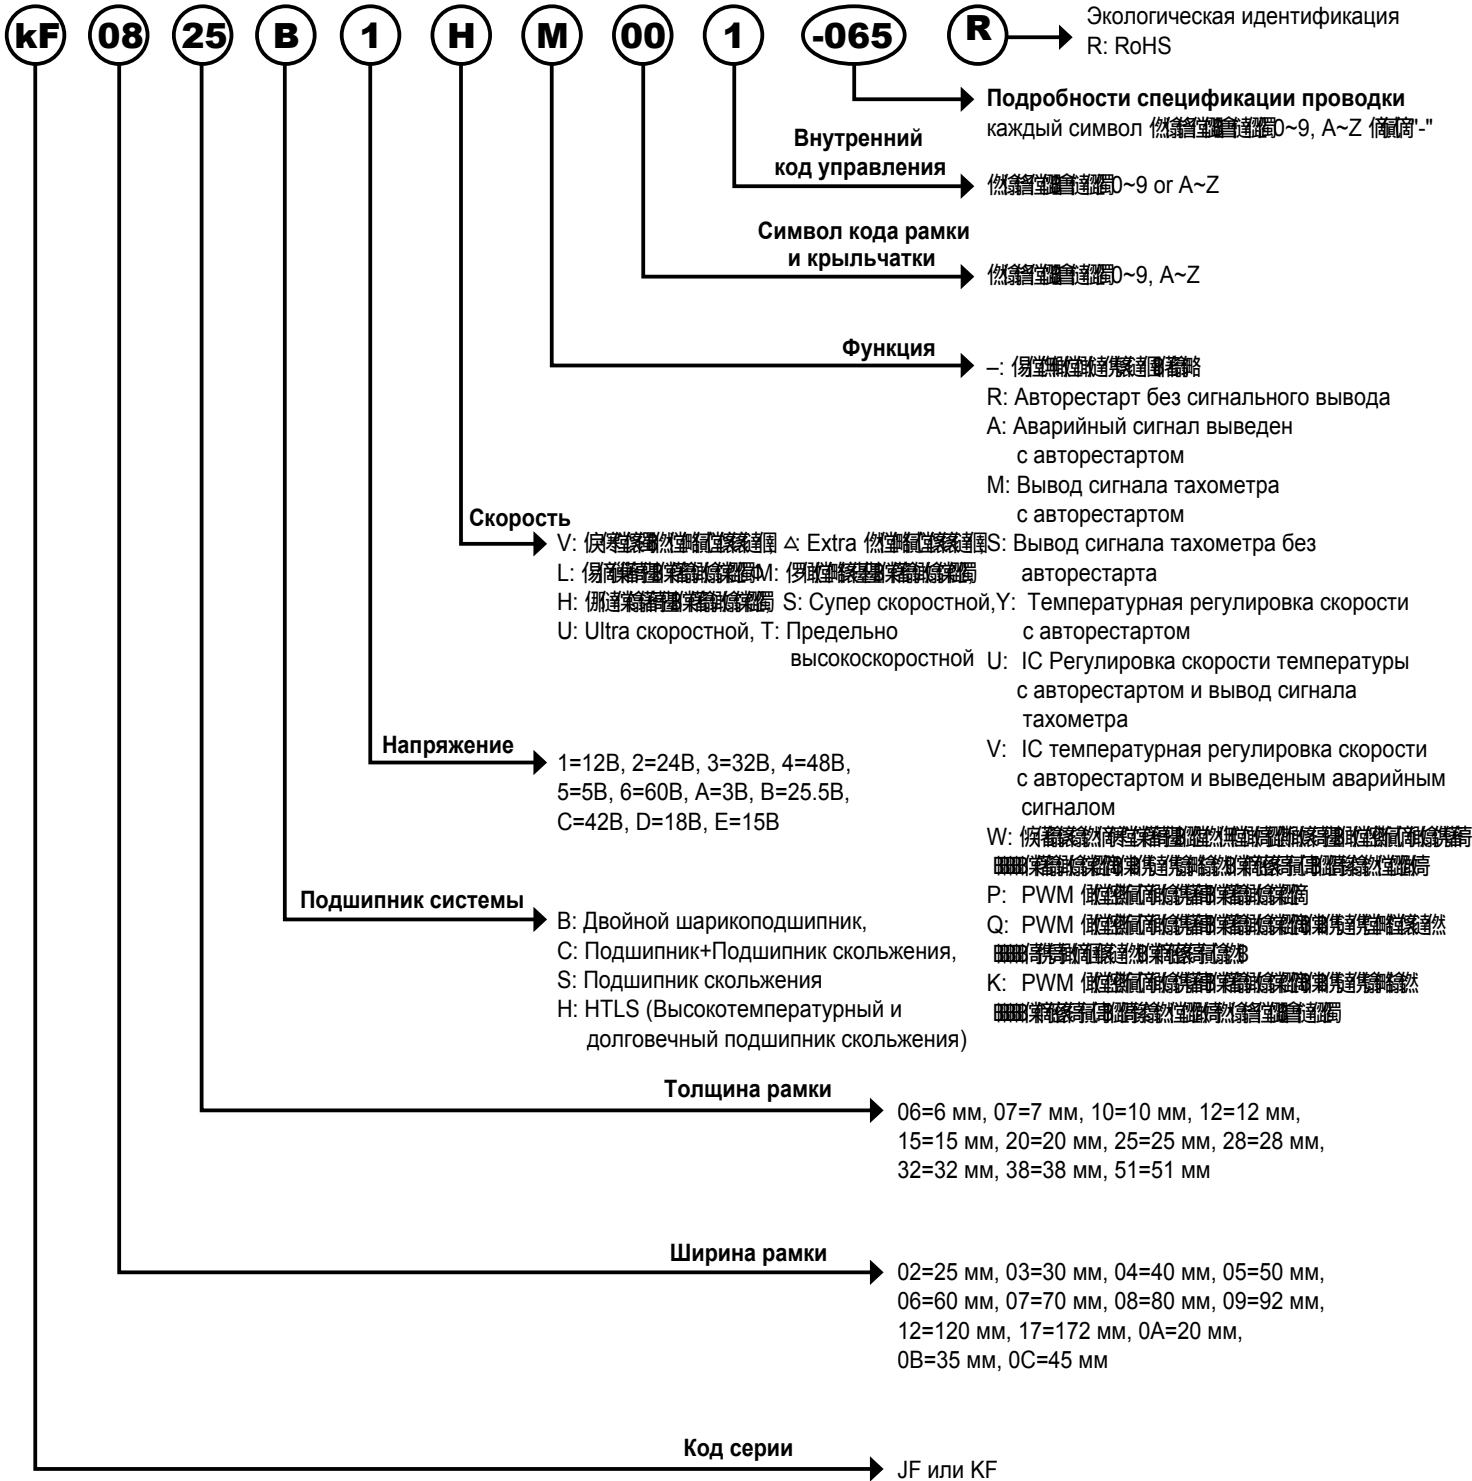 kF 08 25 B 1 H M 00 1 -065 R
Экологическая идентификация
R: RoHS
Подробности спецификации проводки
каждый символ 0~9, A~Z "-"
Внутренний
код управления
0~9 or A~Z
Символ кода рамки
и крыльчатки
0~9, A~Z
Функция
–:
R: Авторестарт без сигнального вывода
A: Аварийный сигнал выведен
с авторестартом
M: Вывод сигнала тахометра
с авторестартом
S: Вывод сигнала тахометра без
авторестарта
Y: Температурная регулировка скорости
с авторестартом
U: IC Регулировка скорости температуры
с авторестартом и вывод сигнала
тахометра
V: IC температурная регулировка скорости
с авторестартом и выведеным аварийным
сигналом
W:
P: PWM
Q: PWM
K: PWM
Скорость
V: Extra
L: M:
H: S: Супер скоростной,
U: Ultra скоростной, T: Предельно
высокоскоростной
Напряжение
1=12В, 2=24В, 3=32В, 4=48В,
5=5В, 6=60В, A=3В, B=25.5В,
C=42В, D=18В, E=15В
Подшипник системы
B: Двойной шарикоподшипник,
C: Подшипник+Подшипник скольжения,
S: Подшипник скольжения
H: HTLS (Высокотемпературный и
долговечный подшипник скольжения)
Толщина рамки
06=6 мм, 07=7 мм, 10=10 мм, 12=12 мм,
15=15 мм, 20=20 мм, 25=25 мм, 28=28 мм,
32=32 мм, 38=38 мм, 51=51 мм
Ширина рамки
02=25 мм, 03=30 мм, 04=40 мм, 05=50 мм,
06=60 мм, 07=70 мм, 08=80 мм, 09=92 мм,
12=120 мм, 17=172 мм, 0A=20 мм,
0B=35 мм, 0C=45 мм
Код серии
JF или KF